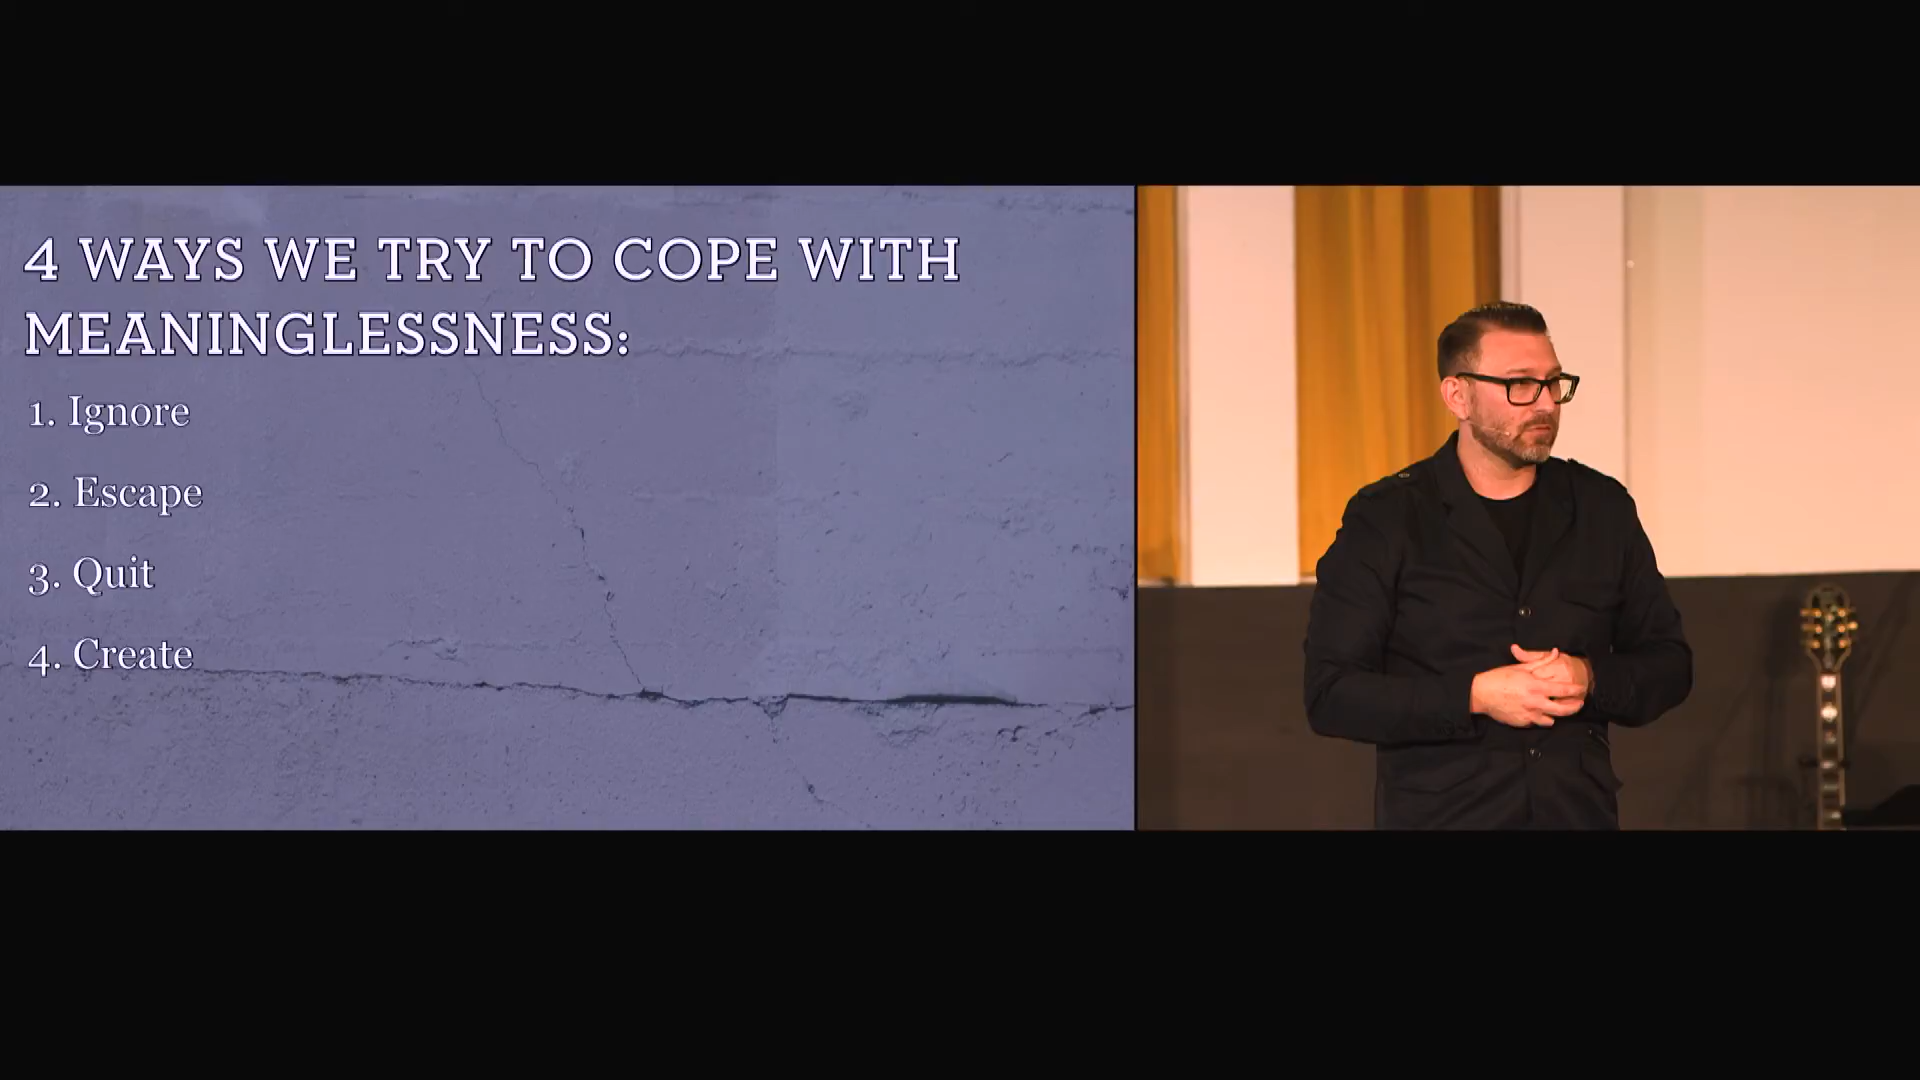 4 WAYS WE TRY TO COPE WITH
MEANINGLESSNESS:
1. Ignore
2. Escape
3. Quit
4. Create